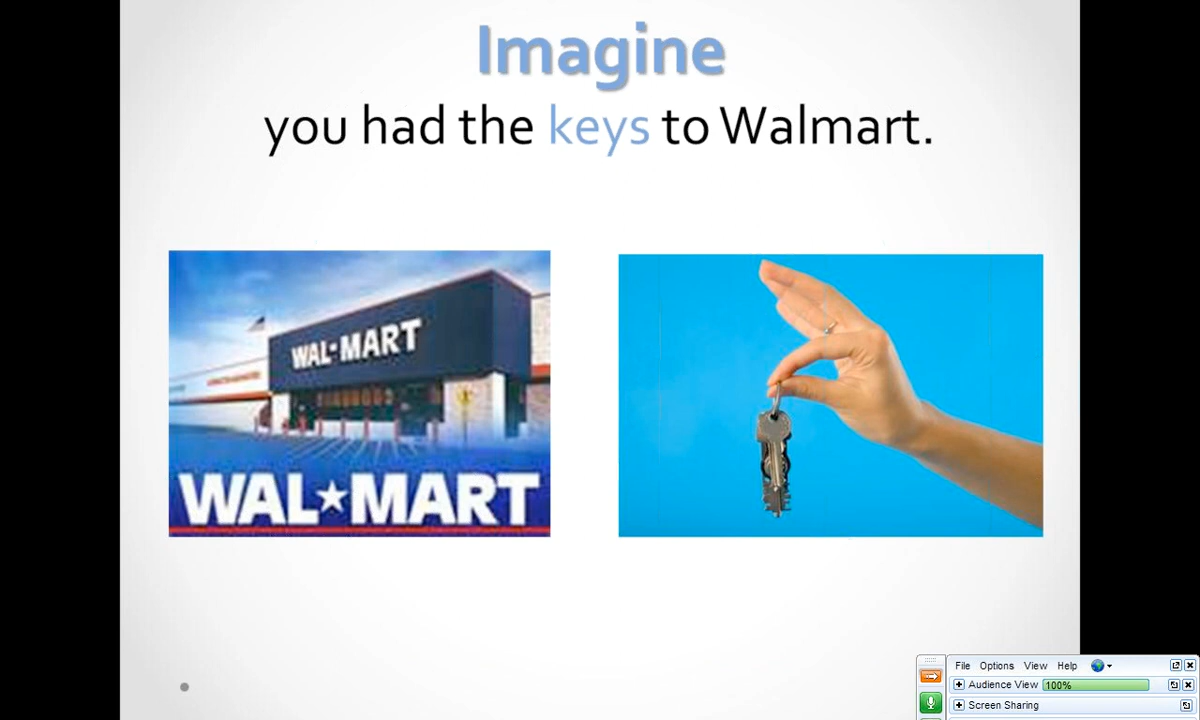 Imagine
you had the keys to Walmart.
WAL-MART
WAL★MART
File Options View Help
Audience View 100%
Screen Sharing